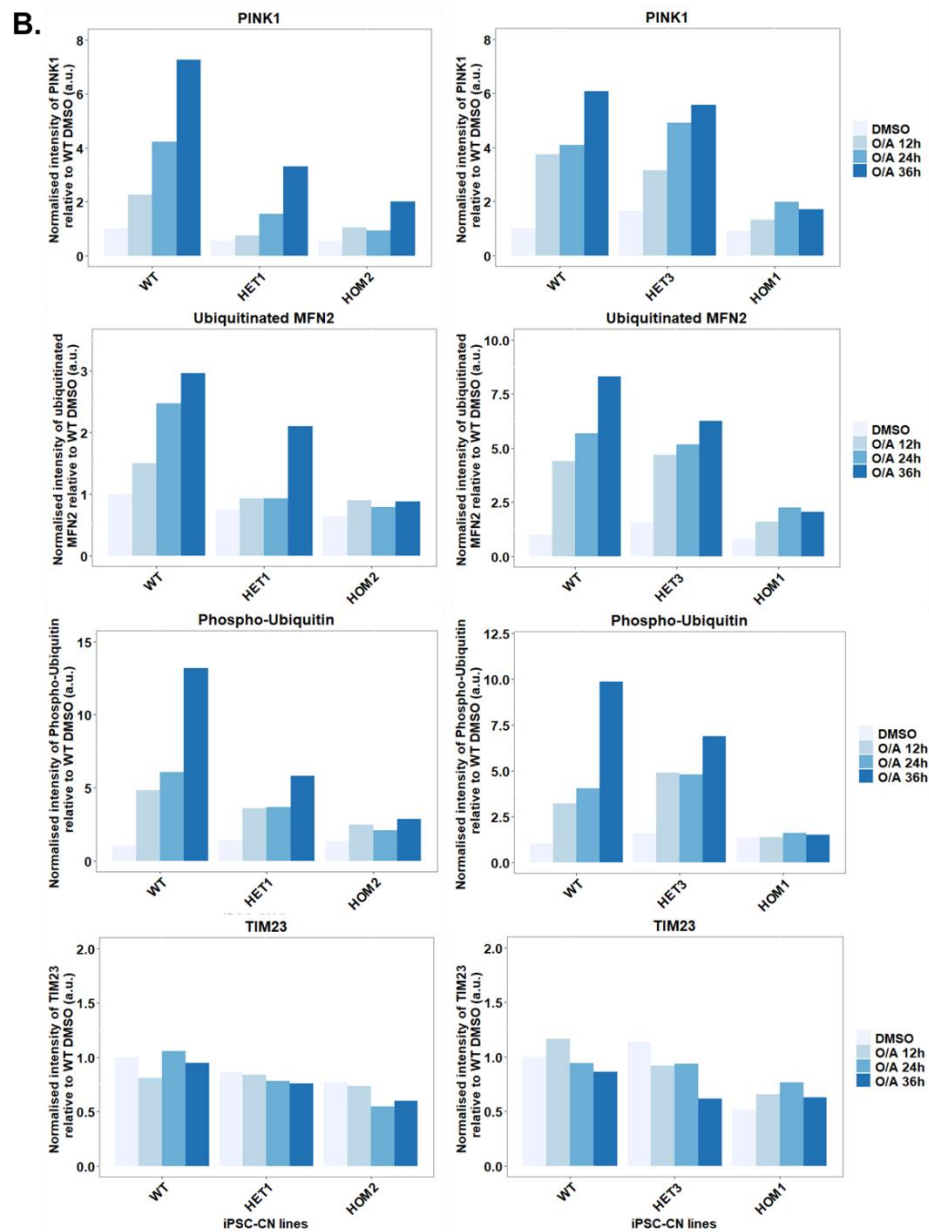 B.
PINK1
Normalised intensity of PINK1
relative to WT DMSO (a.u.)
8
6
4
2
0
WT
HET1
HOM2
PINK1
Normalised intensity of PINK1
relative to WT DMSO (a.u.)
8
6
4
2
0
WT
HET3
HOM1
DMSO
O/A 12h
O/A 24h
O/A 36h
Ubiquitinated MFN2
Normalised intensity of ubiquitinated
MFN2 relative to WT DMSO (a.u.)
3
2
1
0
WT
HET1
HOM2
Ubiquitinated MFN2
Normalised intensity of ubiquitinated
MFN2 relative to WT DMSO (a.u.)
10.0
7.5
5.0
2.5
0.0
WT
HET3
HOM1
DMSO
O/A 12h
O/A 24h
O/A 36h
Phospho-Ubiquitin
Normalised intensity of Phospho-Ubiquitin
relative to WT DMSO (a.u.)
15
10
5
0
WT
HET1
HOM2
Phospho-Ubiquitin
Normalised intensity of Phospho-Ubiquitin
relative to WT DMSO (a.u.)
12.5
10.0
7.5
5.0
2.5
0.0
WT
HET3
HOM1
DMSO
O/A 12h
O/A 24h
O/A 36h
TIM23
Normalised intensity of TIM23
relative to WT DMSO (a.u.)
2.0
1.5
1.0
0.5
0.0
WT
HET1
HOM2
iPSC-CN lines
TIM23
Normalised intensity of TIM23
relative to WT DMSO (a.u.)
2.0
1.5
1.0
0.5
0.0
WT
HET3
HOM1
iPSC-CN lines
DMSO
O/A 12h
O/A 24h
O/A 36h